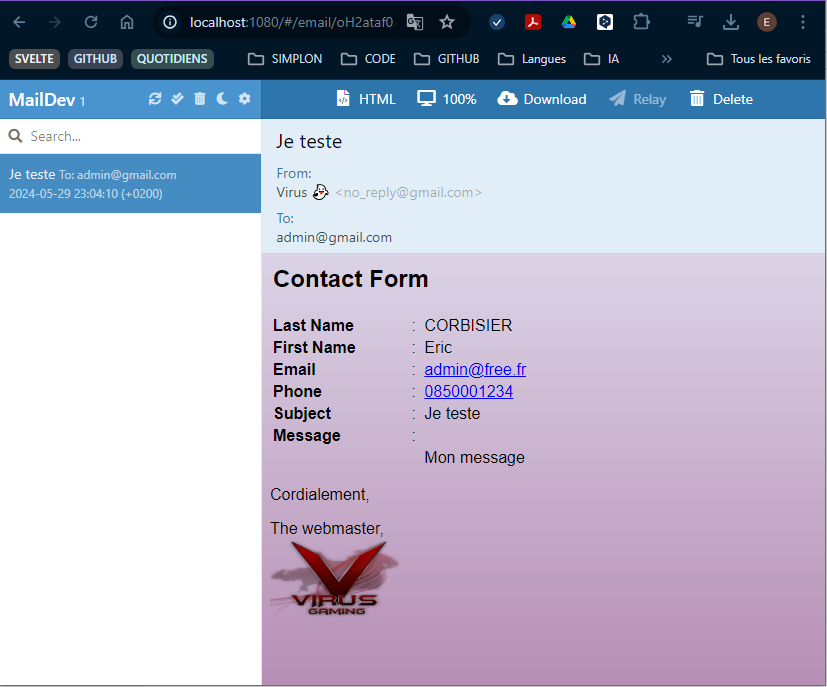 localhost:1080/#/email/oH2ataf0
E
SVELTE GITHUB QUOTIDIENS SIMPLON CODE GITHUB Langues IA » Tous les favoris
MailDev 1
HTML 100% Download Relay Delete
Search...
Je teste To: admin@gmail.com
2024-05-29 23:04:10 (+0200)
Je teste
From:
Virus <no_reply@gmail.com>
To:
admin@gmail.com
Contact Form
Last Name : CORBISIER
First Name : Eric
Email : admin@free.fr
Phone : 0850001234
Subject : Je teste
Message :
Mon message
Cordialement,
The webmaster,
VIRUS
GAMING